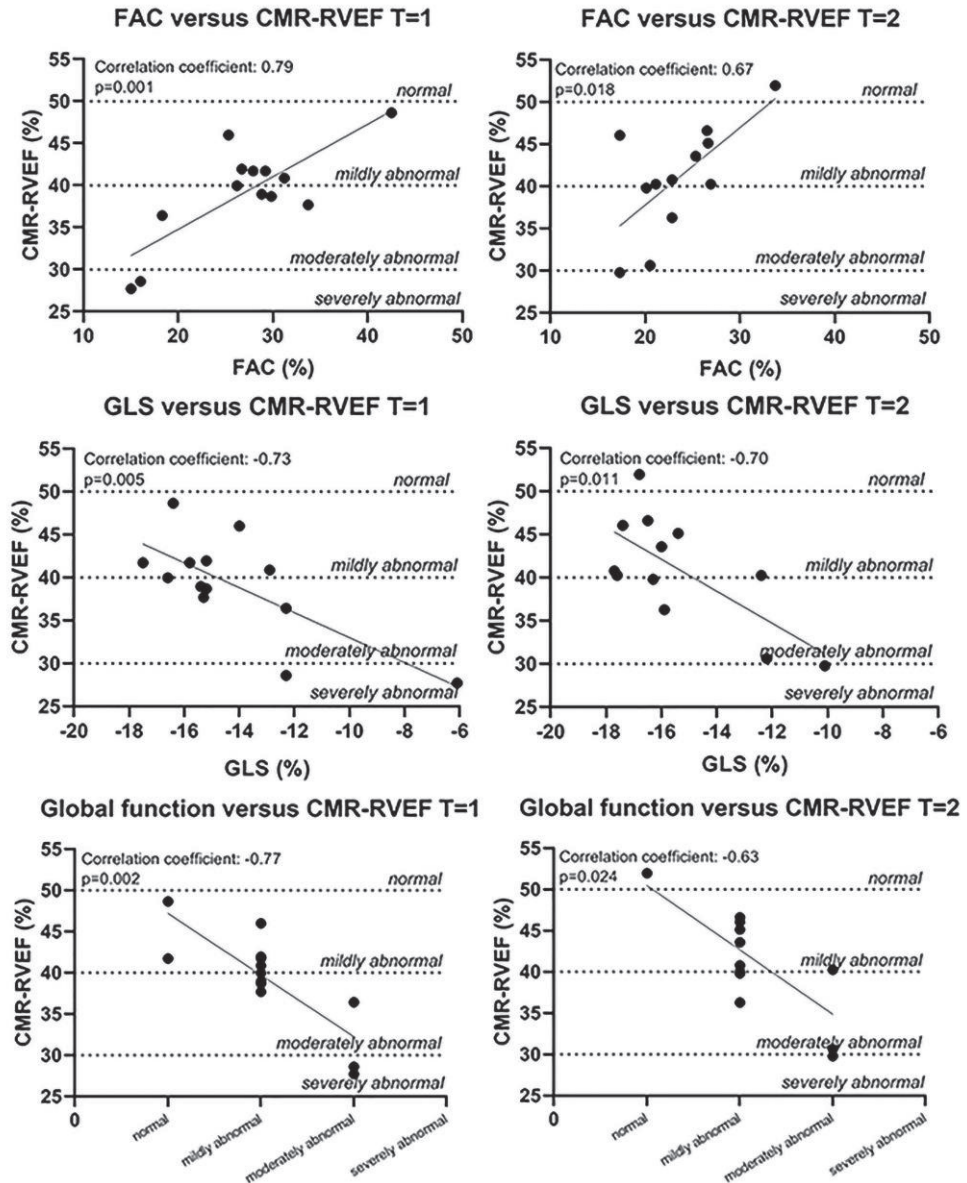 FAC versus CMR-RVEF T=1
Correlation coefficient: 0.79
p=0.001
normal
mildly abnormal
moderately abnormal
severely abnormal
CMR-RVEF (%)
55
50
45
40
35
30
25
10 20 30 40 50
FAC (%)
FAC versus CMR-RVEF T=2
Correlation coefficient: 0.67
p=0.018
normal
mildly abnormal
moderately abnormal
severely abnormal
CMR-RVEF (%)
55
50
45
40
35
30
25
10 20 30 40 50
FAC (%)
GLS versus CMR-RVEF T=1
Correlation coefficient: -0.73
p=0.005
normal
mildly abnormal
moderately abnormal
severely abnormal
CMR-RVEF (%)
55
50
45
40
35
30
25
-20 -18 -16 -14 -12 -10 -8 -6
GLS (%)
GLS versus CMR-RVEF T=2
Correlation coefficient: -0.70
p=0.011
normal
mildly abnormal
moderately abnormal
severely abnormal
CMR-RVEF (%)
55
50
45
40
35
30
25
-20 -18 -16 -14 -12 -10 -8 -6
GLS (%)
Global function versus CMR-RVEF T=1
Correlation coefficient: -0.77
p=0.002
normal
mildly abnormal
moderately abnormal
severely abnormal
CMR-RVEF (%)
55
50
45
40
35
30
25
0
normal
mildly abnormal
moderately abnormal
severely abnormal
Global function versus CMR-RVEF T=2
Correlation coefficient: -0.63
p=0.024
normal
mildly abnormal
moderately abnormal
severely abnormal
CMR-RVEF (%)
55
50
45
40
35
30
25
0
normal
mildly abnormal
moderately abnormal
severely abnormal